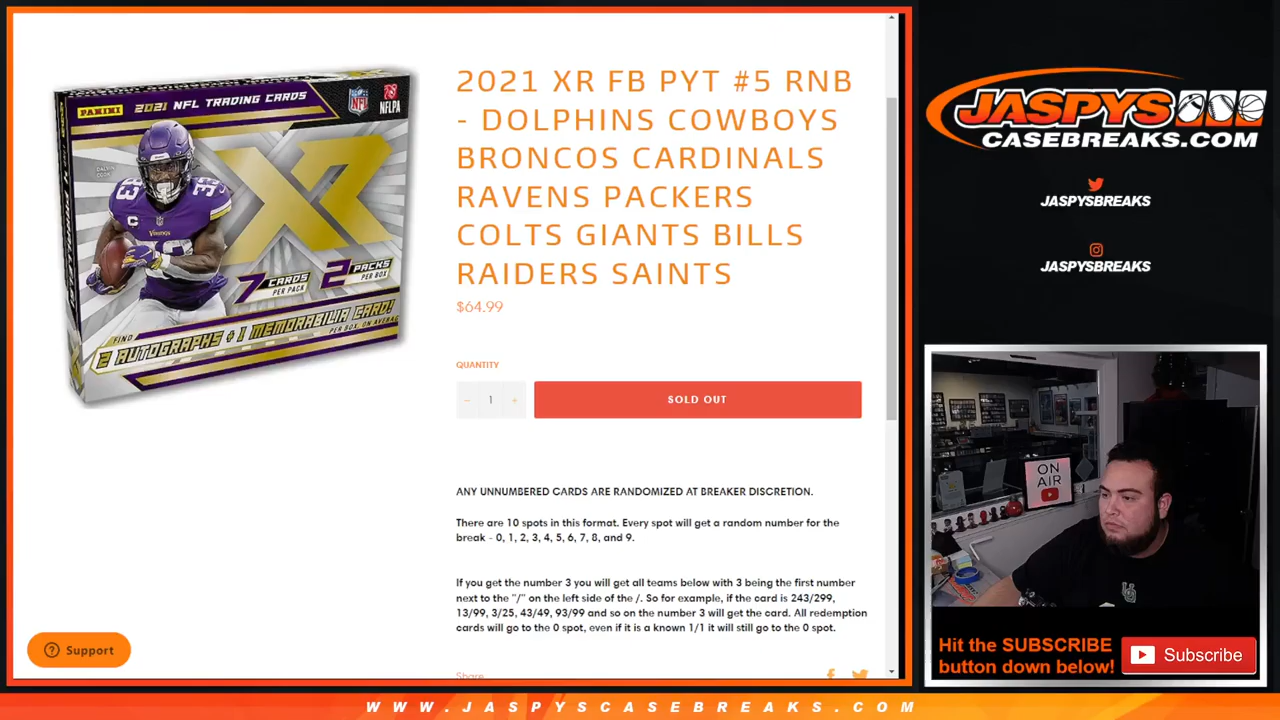 2021 XR FB PYT #5 RNB
- DOLPHINS COWBOYS
BRONCOS CARDINALS
RAVENS PACKERS
COLTS GIANTS BILLS
RAIDERS SAINTS
$64.99
QUANTITY
− 1 +
SOLD OUT
ANY UNNUMBERED CARDS ARE RANDOMIZED AT BREAKER DISCRETION.
There are 10 spots in this format. Every spot will get a random number for the
break - 0, 1, 2, 3, 4, 5, 6, 7, 8, and 9.
If you get the number 3 you will get all teams below with 3 being the first number
next to the "/" on the left side of the /. So for example, if the card is 243/299,
13/99, 3/25, 43/49, 93/99 and so on the number 3 will get the card. All redemption
cards will go to the 0 spot, even if it is a known 1/1 it will still go to the 0 spot.
Share
Support
PANINI 2021 NFL TRADING CARDS
NFL
NFLPA
DALVIN COOK
XR
33 33
VIKINGS
7 CARDS PER PACK 2 PACKS PER BOX
FIND 2 AUTOGRAPHS + 1 MEMORABILIA CARD!
PER BOX, ON AVERAGE
JASPYS
CASEBREAKS.COM
JASPYSBREAKS
JASPYSBREAKS
ON
AIR
Hit the SUBSCRIBE
button down below!
Subscribe
WWW.JASPYSCASEBREAKS.COM